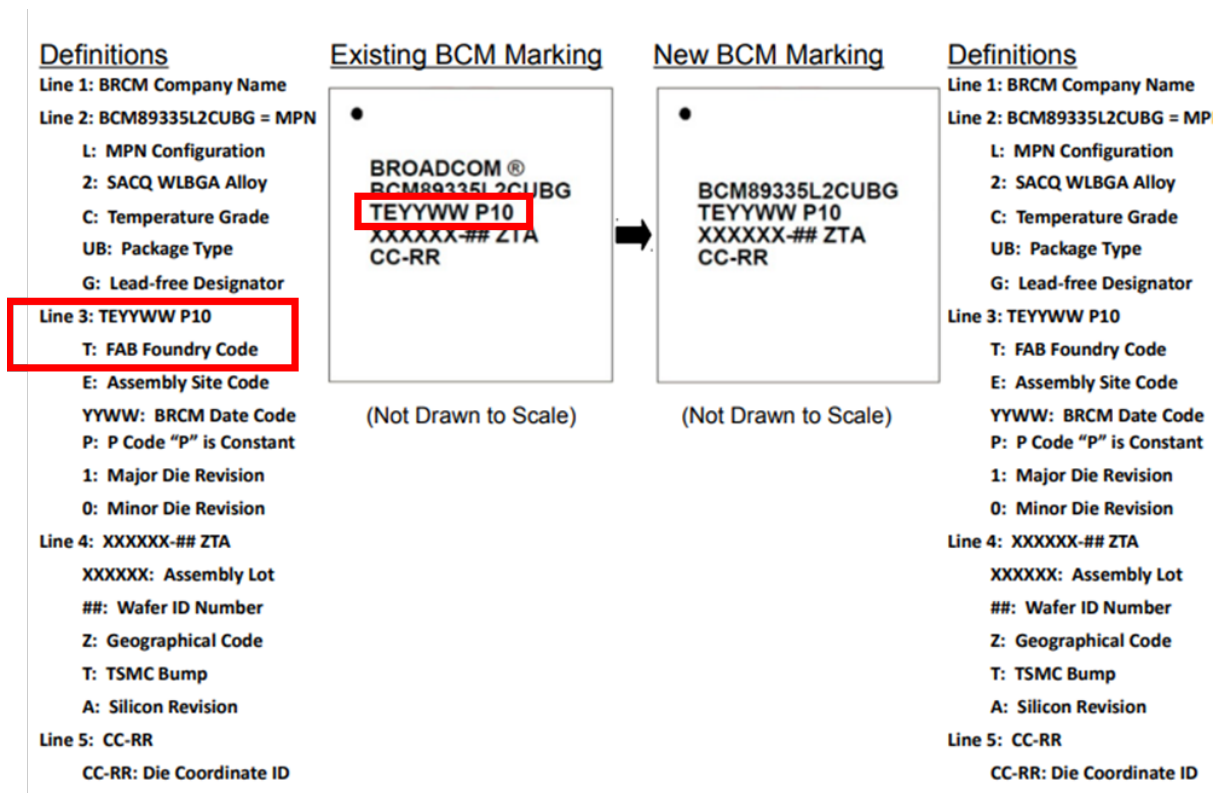 Definitions
Line 1: BRCM Company Name
Line 2: BCM89335L2CUBG = MPN
L: MPN Configuration
2: SACQ WLBGA Alloy
C: Temperature Grade
UB: Package Type
G: Lead-free Designator
Line 3: TEYYWW P10
T: FAB Foundry Code
E: Assembly Site Code
YYWW: BRCM Date Code
P: P Code “P” is Constant
1: Major Die Revision
0: Minor Die Revision
Line 4: XXXXXX-## ZTA
XXXXXX: Assembly Lot
##: Wafer ID Number
Z: Geographical Code
T: TSMC Bump
A: Silicon Revision
Line 5: CC-RR
CC-RR: Die Coordinate ID
Existing BCM Marking
BROADCOM ®
BCM89335L2CUBG
TEYYWW P10
XXXXXX-## ZTA
CC-RR
(Not Drawn to Scale)
New BCM Marking
BCM89335L2CUBG
TEYYWW P10
XXXXXX-## ZTA
CC-RR
(Not Drawn to Scale)
Definitions
Line 1: BRCM Company Name
Line 2: BCM89335L2CUBG =
L: MPN Configuration
2: SACQ WLBGA Alloy
C: Temperature Grade
UB: Package Type
G: Lead-free Designator
Line 3: TEYYWW P10
T: FAB Foundry Code
E: Assembly Site Code
YYWW: BRCM Date Code
P: P Code “P” is Constant
1: Major Die Revision
0: Minor Die Revision
Line 4: XXXXXX-## ZTA
XXXXXX: Assembly Lot
##: Wafer ID Number
Z: Geographical Code
T: TSMC Bump
A: Silicon Revision
Line 5: CC-RR
CC-RR: Die Coordinate ID